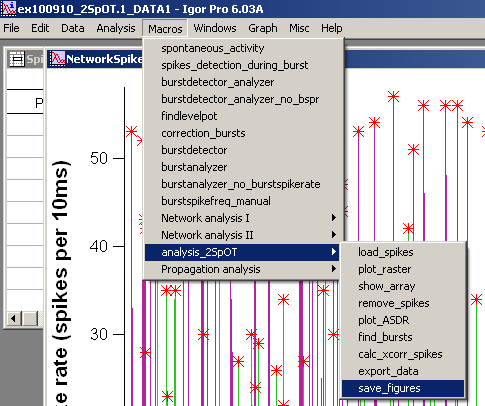 ex100910_2SpOT.1_DATA1 - Igor Pro 6.03A
File Edit Data Analysis Macros Windows Graph Misc Help
Spi
NetworkSpike
P
spontaneous_activity
spikes_detection_during_burst
burstdetector_analyzer
burstdetector_analyzer_no_bspr
findlevelpot
correction_bursts
burstdetector
burstanalyzer
burstanalyzer_no_burstspikerate
burstspikefreq_manual
Network analysis I
Network analysis II
analysis_2SpOT
Propagation analysis
load_spikes
plot_raster
show_array
remove_spikes
plot_ASDR
find_bursts
calc_xcorr_spikes
export_data
save_figures
50
40
30
ke rate (spikes per 10ms)